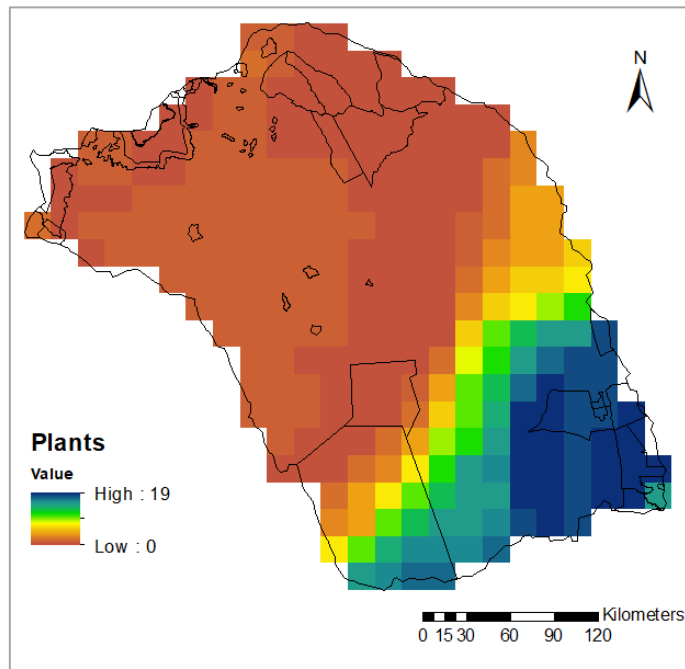 N
Plants
Value
High : 19
Low : 0
Kilometers
0 15 30 60 90 120